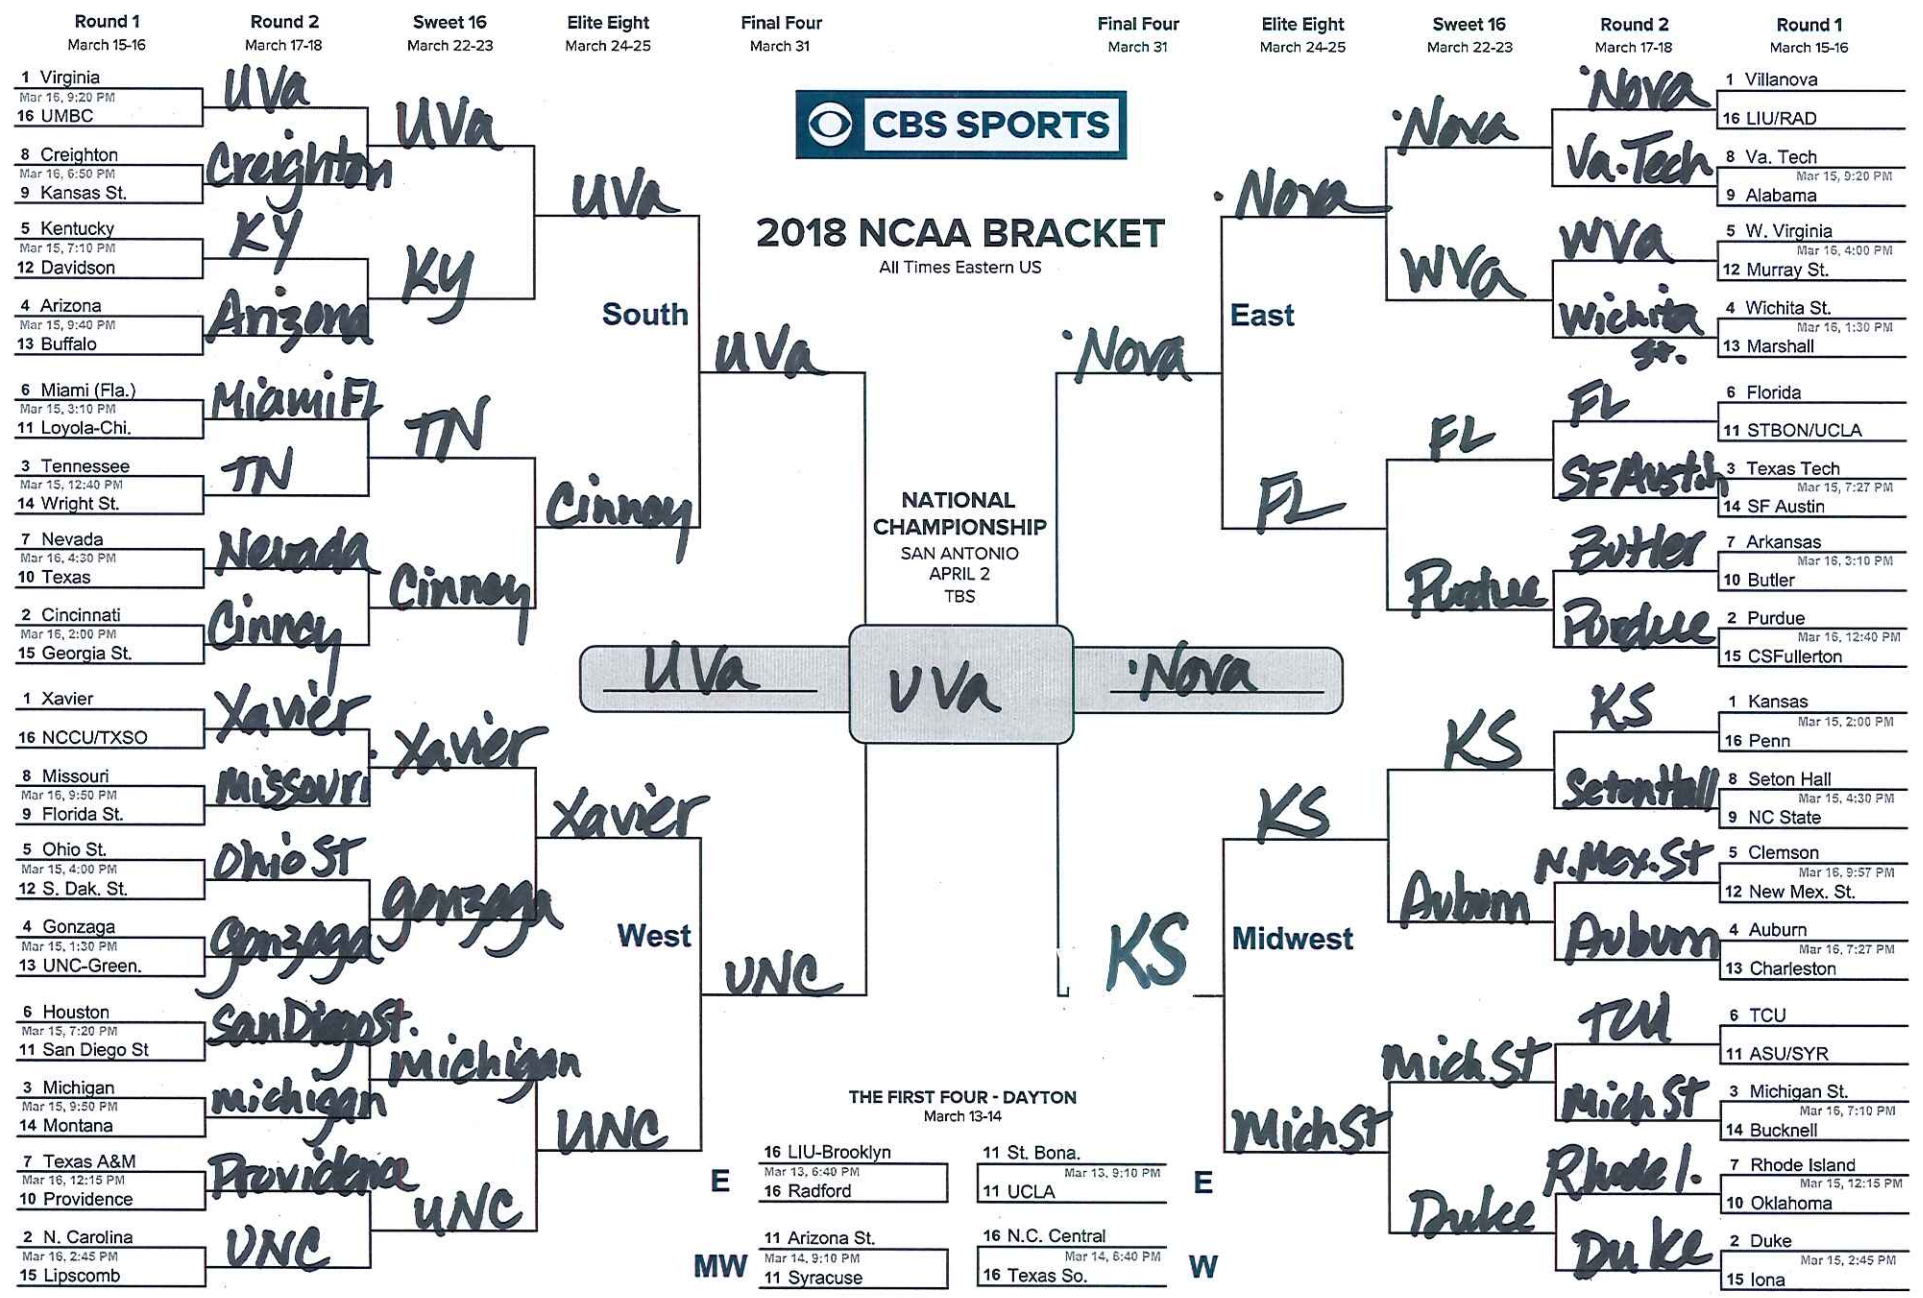 Round 1
March 15-16
Round 2
March 17-18
Sweet 16
March 22-23
Elite Eight
March 24-25
Final Four
March 31
Final Four
March 31
Elite Eight
March 24-25
Sweet 16
March 22-23
Round 2
March 17-18
Round 1
March 15-16
CBS SPORTS
2018 NCAA BRACKET
All Times Eastern US
1 Virginia
Mar 16, 9:20 PM
16 UMBC
8 Creighton
Mar 16, 6:50 PM
9 Kansas St.
5 Kentucky
Mar 15, 7:10 PM
12 Davidson
4 Arizona
Mar 15, 9:40 PM
13 Buffalo
6 Miami (Fla.)
Mar 15, 3:10 PM
11 Loyola-Chi.
3 Tennessee
Mar 15, 12:40 PM
14 Wright St.
7 Nevada
Mar 16, 4:30 PM
10 Texas
2 Cincinnati
Mar 16, 2:00 PM
15 Georgia St.
UVa
Creighton
KY
Arizona
Miami FL
TN
Nevada
Cinncy
UVa
KY
TN
Cinncy
UVa
Cinncy
South
UVa
1 Xavier
16 NCCU/TXSO
8 Missouri
Mar 16, 9:50 PM
9 Florida St.
5 Ohio St.
Mar 15, 4:00 PM
12 S. Dak. St.
4 Gonzaga
Mar 15, 1:30 PM
13 UNC-Green.
6 Houston
Mar 15, 7:20 PM
11 San Diego St
3 Michigan
Mar 15, 9:50 PM
14 Montana
7 Texas A&M
Mar 16, 12:15 PM
10 Providence
2 N. Carolina
Mar 16, 2:45 PM
15 Lipscomb
Xavier
Missouri
Ohio St
Gonzaga
San Diego St.
Michigan
Providence
UNC
Xavier
Gonzaga
Michigan
UNC
Xavier
UNC
West
UNC
NATIONAL
CHAMPIONSHIP
SAN ANTONIO
APRIL 2
TBS
UVa
UVa
'Nova
'Nova
East
'Nova
FL
'Nova
WVa
FL
Purdue
'Nova
Va. Tech
WVa
Wichita
St.
FL
SF Austin
Butler
Purdue
1 Villanova
16 LIU/RAD
8 Va. Tech
Mar 15, 9:20 PM
9 Alabama
5 W. Virginia
Mar 16, 4:00 PM
12 Murray St.
4 Wichita St.
Mar 16, 1:30 PM
13 Marshall
6 Florida
11 STBON/UCLA
3 Texas Tech
Mar 15, 7:27 PM
14 SF Austin
7 Arkansas
Mar 16, 3:10 PM
10 Butler
2 Purdue
Mar 16, 12:40 PM
15 CSFullerton
KS
Midwest
KS
Mich St
KS
Auburn
Mich St
Duke
KS
Seton Hall
N. Mex. St
Auburn
TCU
Mich St
Rhode I.
Duke
1 Kansas
Mar 15, 2:00 PM
16 Penn
8 Seton Hall
Mar 15, 4:30 PM
9 NC State
5 Clemson
Mar 16, 9:57 PM
12 New Mex. St.
4 Auburn
Mar 16, 7:27 PM
13 Charleston
6 TCU
11 ASU/SYR
3 Michigan St.
Mar 16, 7:10 PM
14 Bucknell
7 Rhode Island
Mar 15, 12:15 PM
10 Oklahoma
2 Duke
Mar 15, 2:45 PM
15 Iona
THE FIRST FOUR - DAYTON
March 13-14
E
16 LIU-Brooklyn
Mar 13, 6:40 PM
16 Radford
11 St. Bona.
Mar 13, 9:10 PM
11 UCLA
E
MW
11 Arizona St.
Mar 14, 9:10 PM
11 Syracuse
16 N.C. Central
Mar 14, 6:40 PM
16 Texas So.
W